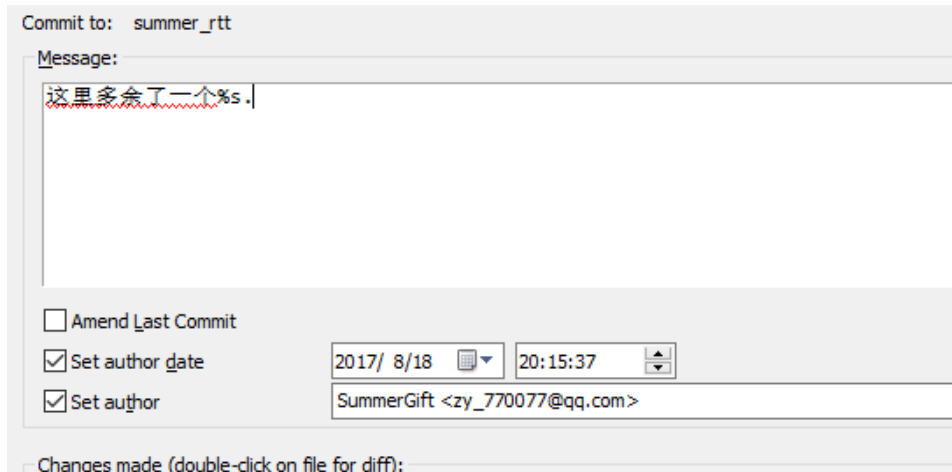 Commit to: summer_rtt
Message:
这里多余了一个%s.
Amend Last Commit
Set author date 2017/ 8/18 20:15:37
Set author SummerGift <zy_770077@qq.com>
Changes made (double-click on file for diff):